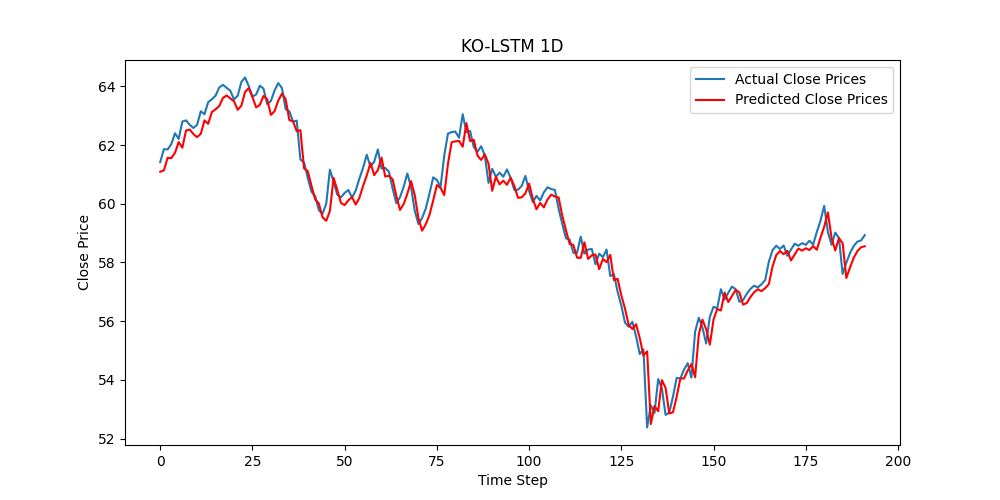 KO-LSTM 1D
Actual Close Prices
Predicted Close Prices
Close Price
64
62
60
58
56
54
52
0 25 50 75 100 125 150 175 200
Time Step